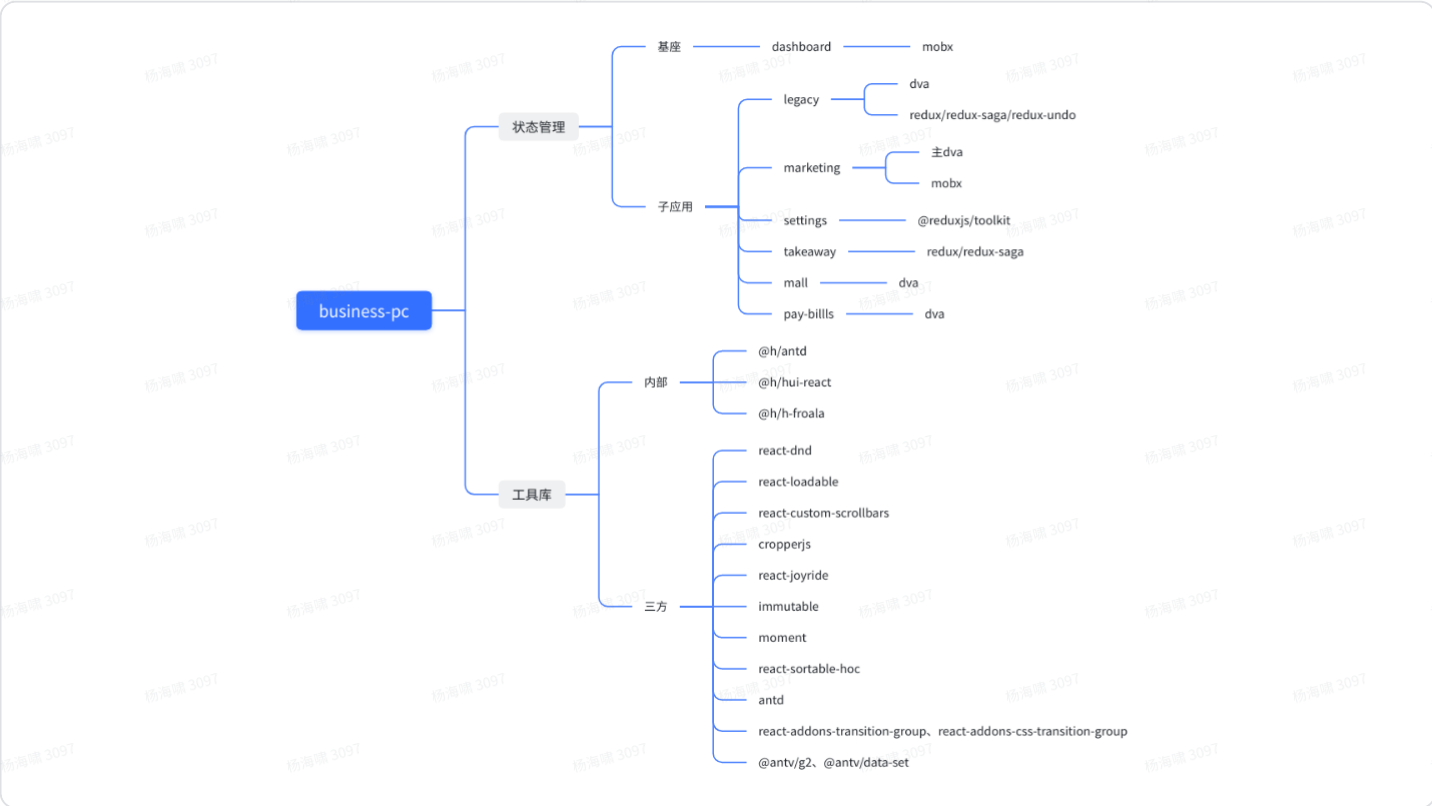 business-pc
状态管理
基座
dashboard
mobx
子应用
legacy
dva
redux/redux-saga/redux-undo
marketing
主dva
mobx
settings
@reduxjs/toolkit
takeaway
redux/redux-saga
mall
dva
pay-billls
dva
工具库
内部
@h/antd
@h/hui-react
@h/h-froala
三方
react-dnd
react-loadable
react-custom-scrollbars
cropperjs
react-joyride
immutable
moment
react-sortable-hoc
antd
react-addons-transition-group、react-addons-css-transition-group
@antv/g2、@antv/data-set
杨海啸 3097